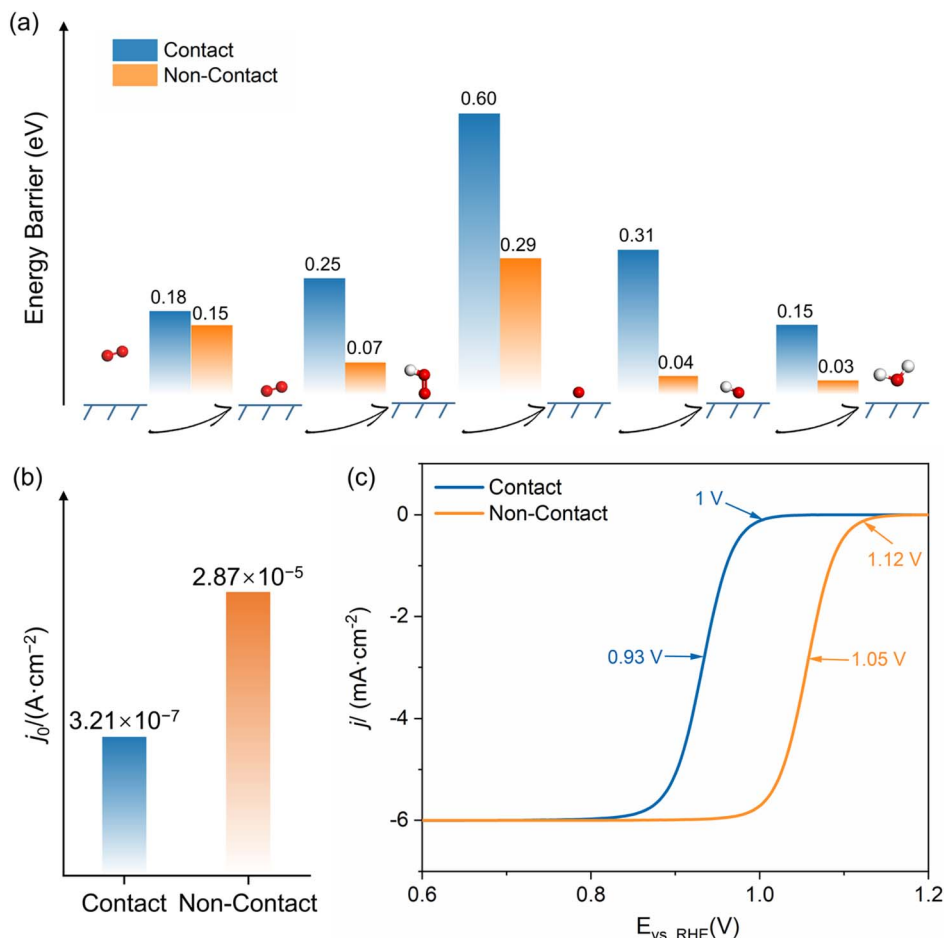 (a)
Energy Barrier (eV)
Contact
Non-Contact
0.18
0.15
0.25
0.07
0.60
0.29
0.31
0.04
0.15
0.03
(b)
j₀/(A·cm⁻²)
3.21×10⁻⁷
2.87×10⁻⁵
Contact Non-Contact
(c)
j/ (mA·cm⁻²)
Contact
Non-Contact
1 V
1.12 V
0.93 V
1.05 V
0
-2
-4
-6
0.6 0.8 1.0 1.2
E vs. RHE(V)